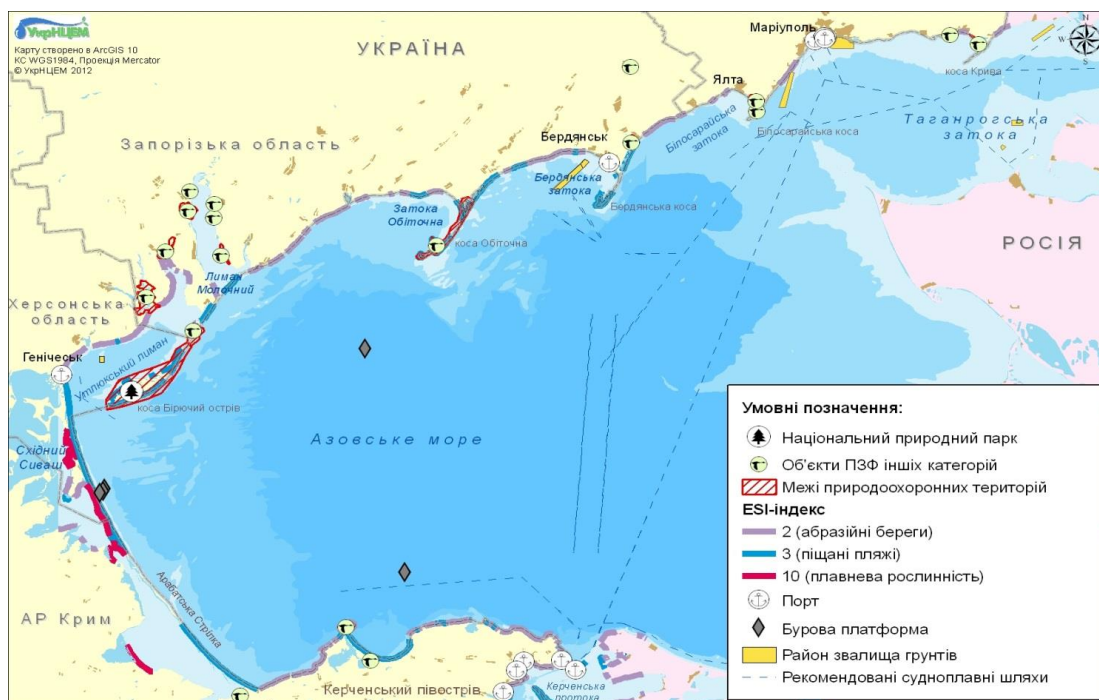 УкрНЦЕМ
Карту створено в ArcGIS 10
КС WGS1984, Проекція Mercator
© УкрНЦЕМ 2012
УКРАЇНА
Маріуполь
N
W
E
S
коса Крива
Ялта
Білосарайська коса
Таганрогська
затока
Запорізька область
Бердянськ
Білосарайська
затока
Бердянська
затока
Бердянська коса
Затока
Обіточна
коса Обіточна
РОСІЯ
Лиман
Молочний
Херсонська
область
Генічеськ
Утлюкський лиман
коса Бірючий острів
Азовське море
Східний
Сиваш
Арабатська Стрілка
АР Крим
Керченський півострів
Керченська
протока
Умовні позначення:
Національний природний парк
Об'єкти ПЗФ інших категорій
Межі природоохоронних територій
ESI-індекс
2 (абразійні береги)
3 (піщані пляжі)
10 (плавнева рослинність)
Порт
Бурова платформа
Район звалища грунтів
Рекомендовані судноплавні шляхи